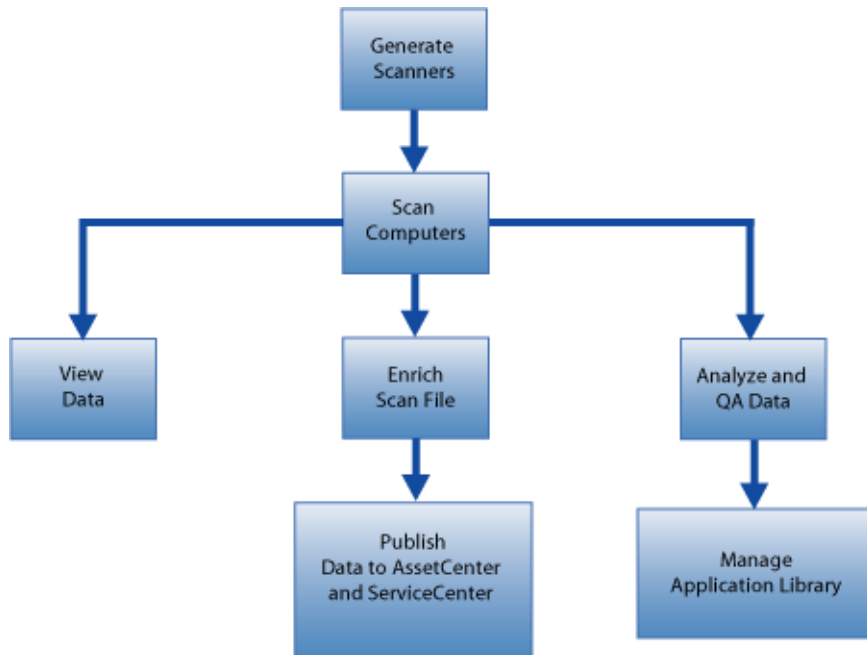 Generate
Scanners
Scan
Computers
View
Data
Enrich
Scan File
Analyze and
QA Data
Publish
Data to AssetCenter
and ServiceCenter
Manage
Application Library